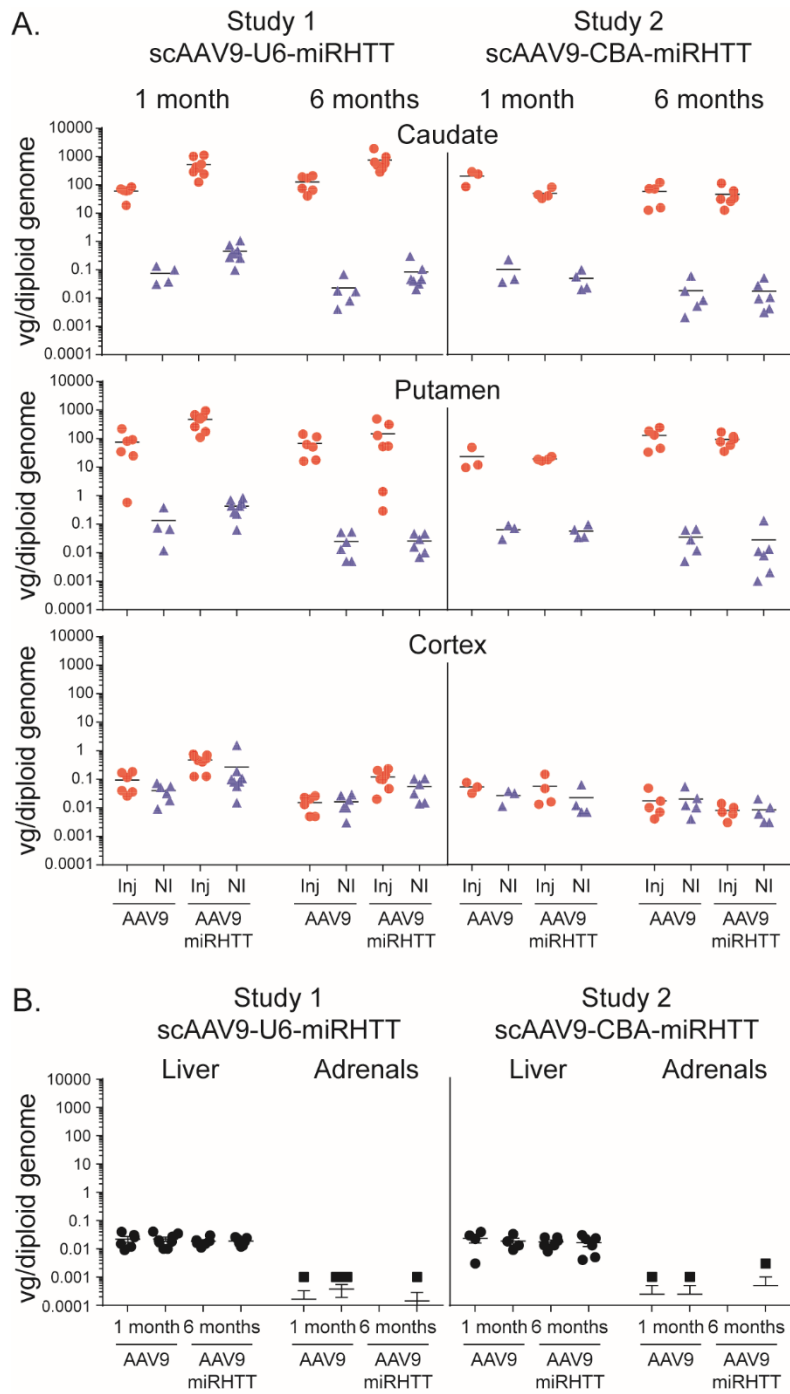 A.
Study 1
scAAV9-U6-miRHTT
Study 2
scAAV9-CBA-miRHTT
1 month 6 months 1 month 6 months
Caudate
10000
1000
100
10
1
0.1
0.01
0.001
0.0001
vg/diploid genome
Putamen
10000
1000
100
10
1
0.1
0.01
0.001
0.0001
vg/diploid genome
Cortex
10000
1000
100
10
1
0.1
0.01
0.001
0.0001
vg/diploid genome
Inj NI Inj NI Inj NI Inj NI Inj NI Inj NI Inj NI Inj NI
AAV9 AAV9 miRHTT AAV9 AAV9 miRHTT AAV9 AAV9 miRHTT AAV9 AAV9 miRHTT
B.
Study 1
scAAV9-U6-miRHTT
Study 2
scAAV9-CBA-miRHTT
Liver Adrenals Liver Adrenals
10000
1000
100
10
1
0.1
0.01
0.001
0.0001
vg/diploid genome
1 month 6 months 1 month 6 months 1 month 6 months 1 month 6 months
AAV9 AAV9 miRHTT AAV9 AAV9 miRHTT AAV9 AAV9 miRHTT AAV9 AAV9 miRHTT